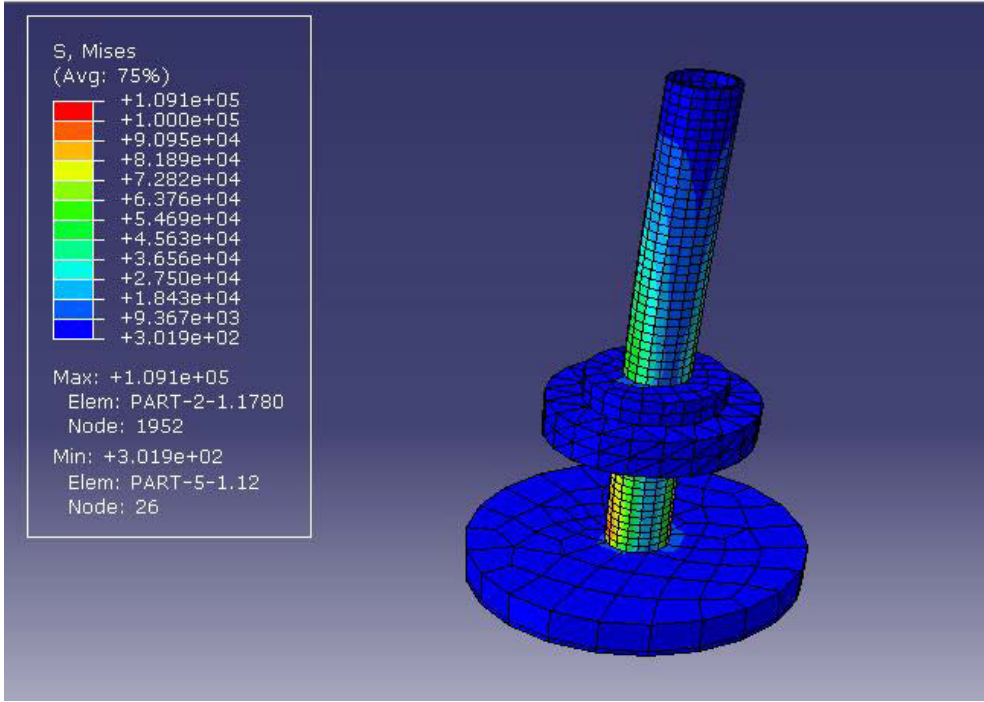 S, Mises
(Avg: 75%)
+1.091e+05
+1.000e+05
+9.095e+04
+8.189e+04
+7.282e+04
+6.376e+04
+5.469e+04
+4.563e+04
+3.656e+04
+2.750e+04
+1.843e+04
+9.367e+03
+3.019e+02
Max: +1.091e+05
Elem: PART-2-1.1780
Node: 1952
Min: +3.019e+02
Elem: PART-5-1.12
Node: 26